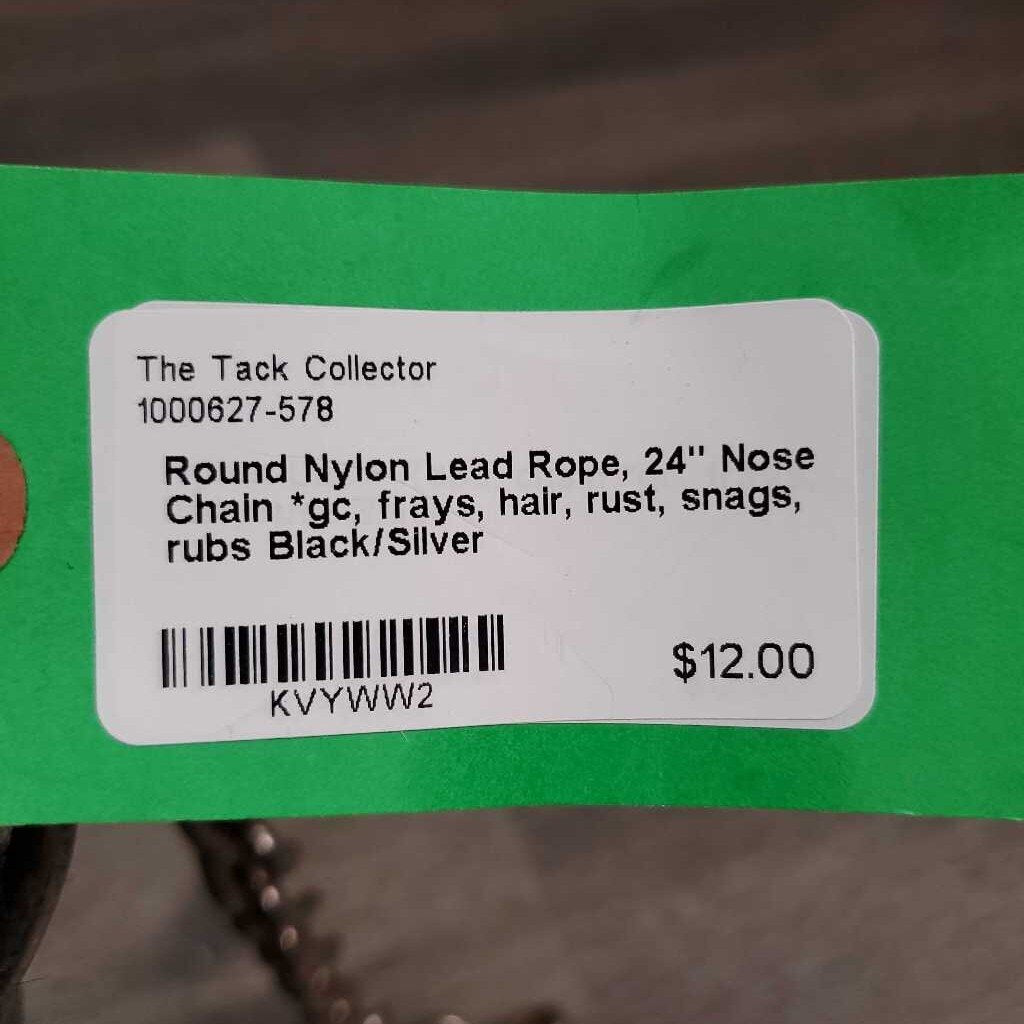 The Tack Collector
1000627-578
Round Nylon Lead Rope, 24" Nose
Chain *gc, frays, hair, rust, snags,
rubs Black/Silver
KVYWW2
$12.00